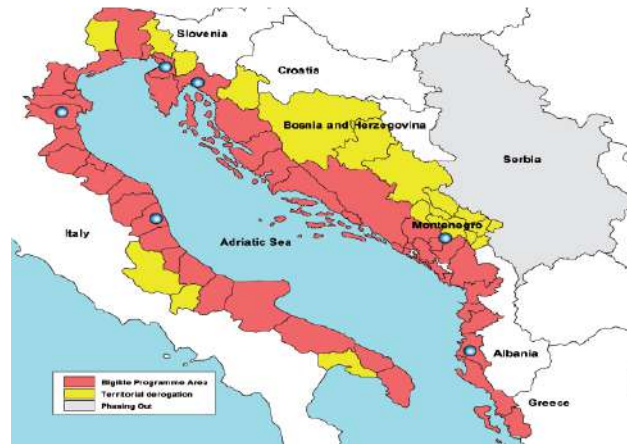 Slovenia
Croatia
Bosnia and Herzegovina
Serbia
Montenegro
Italy
Adriatic Sea
Albania
Greece
Eligible Programme Area
Territorial derogation
Phasing Out